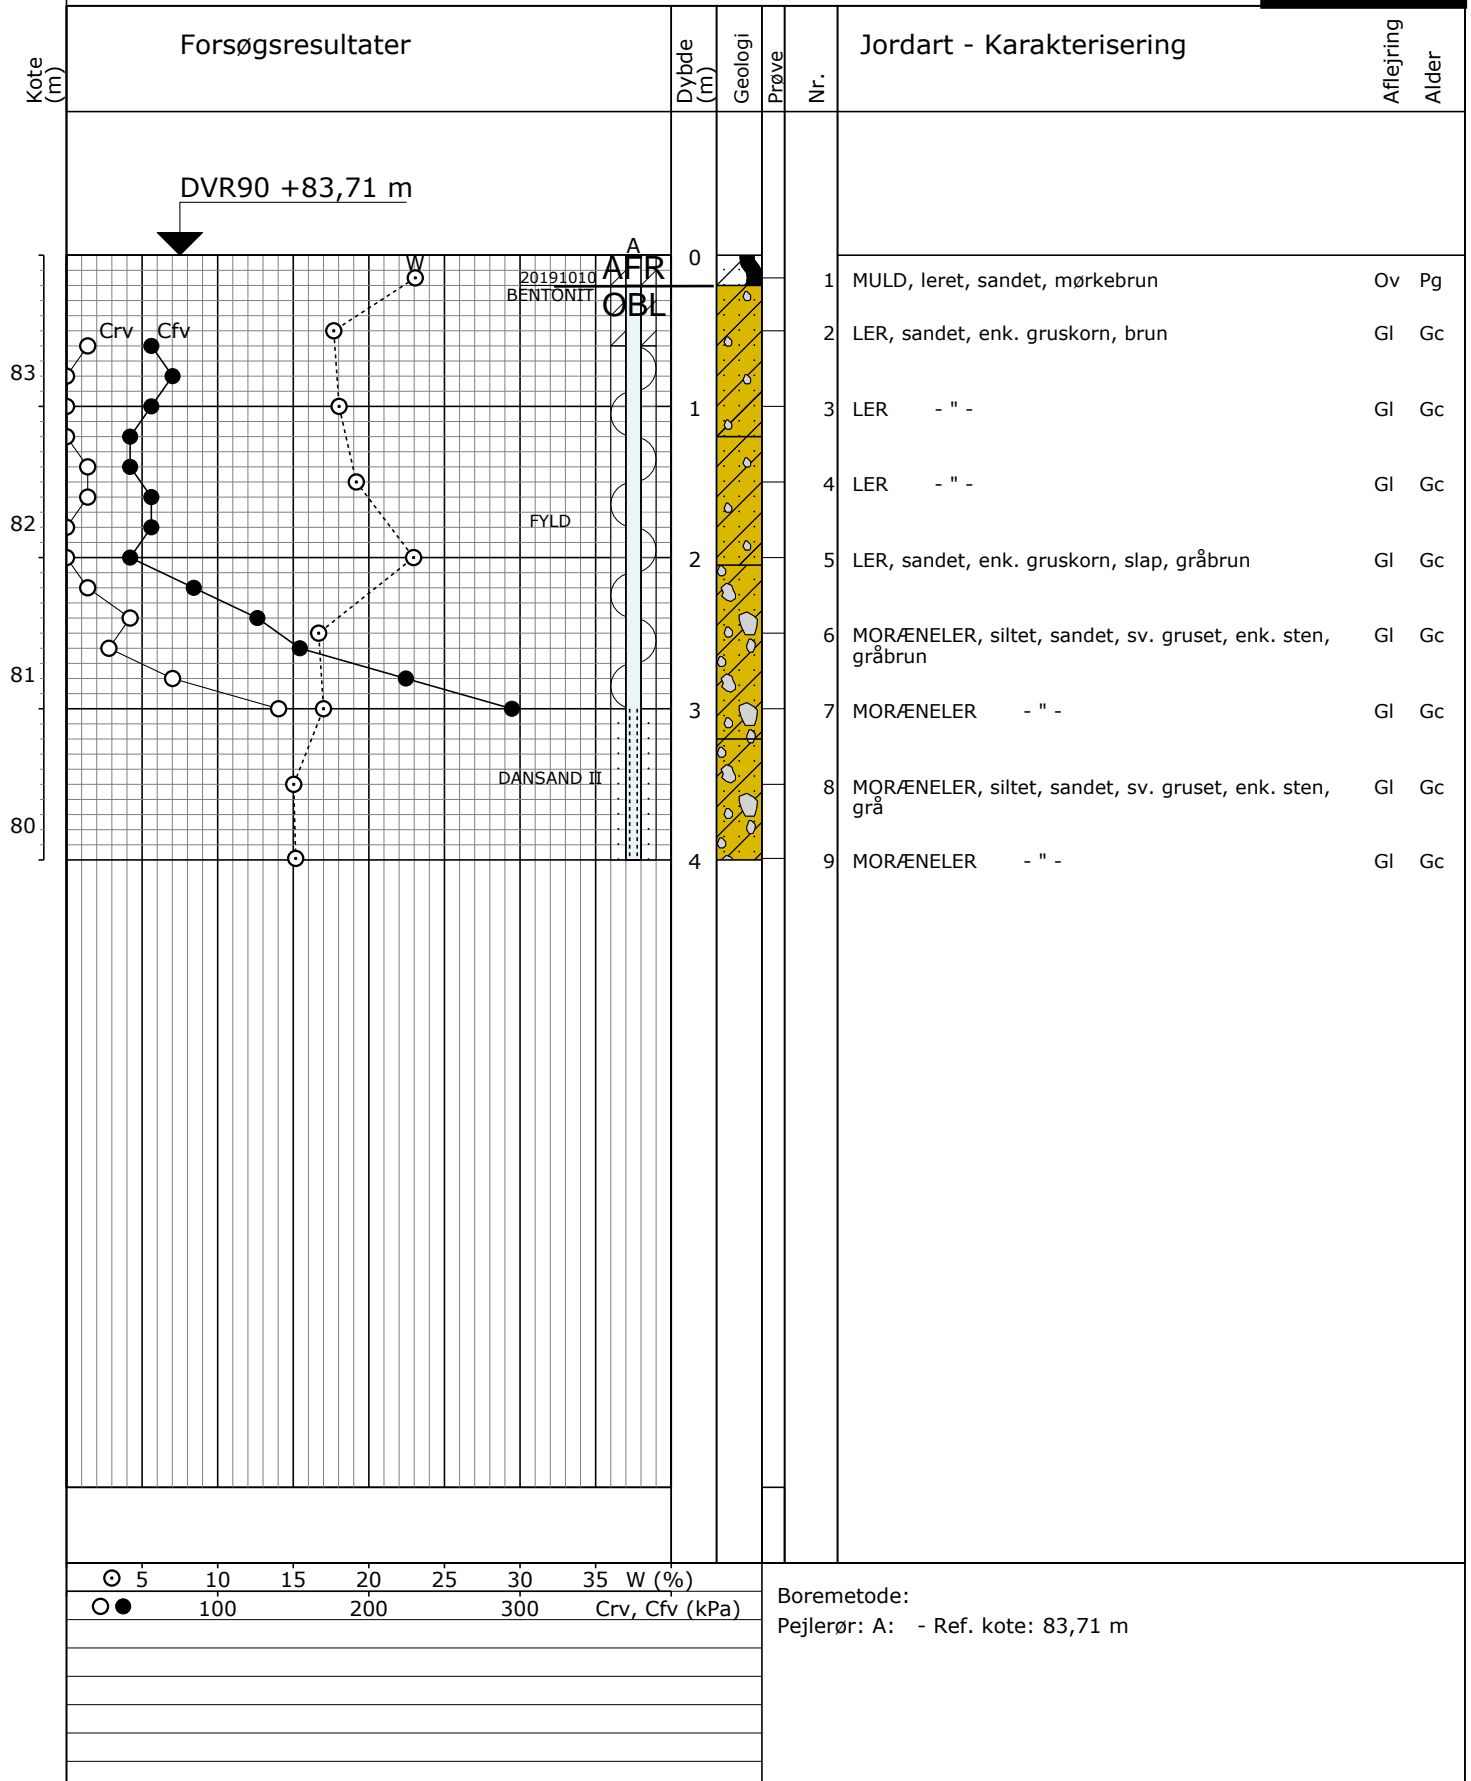 Kote (m)
Forsøgsresultater
Dybde (m)
Geologi
Prøve
Nr.
Jordart - Karakterisering
Aflejring
Alder
DVR90 +83,71 m
A
W
0
20191010
AFR
BENTONIT
OBL
1 MULD, leret, sandet, mørkebrun Ov Pg
Crv Cfv
2 LER, sandet, enk. gruskorn, brun Gl Gc
83
1
3 LER - " - Gl Gc
4 LER - " - Gl Gc
82
FYLD
2
5 LER, sandet, enk. gruskorn, slap, gråbrun Gl Gc
6 MORÆNELER, siltet, sandet, sv. gruset, enk. sten, Gl Gc
gråbrun
81
3
7 MORÆNELER - " - Gl Gc
DANSAND II
8 MORÆNELER, siltet, sandet, sv. gruset, enk. sten, Gl Gc
grå
80
4
9 MORÆNELER - " - Gl Gc
5 10 15 20 25 30 35 W (%)
100 200 300 Crv, Cfv (kPa)
Boremetode:
Pejlerør: A: - Ref. kote: 83,71 m